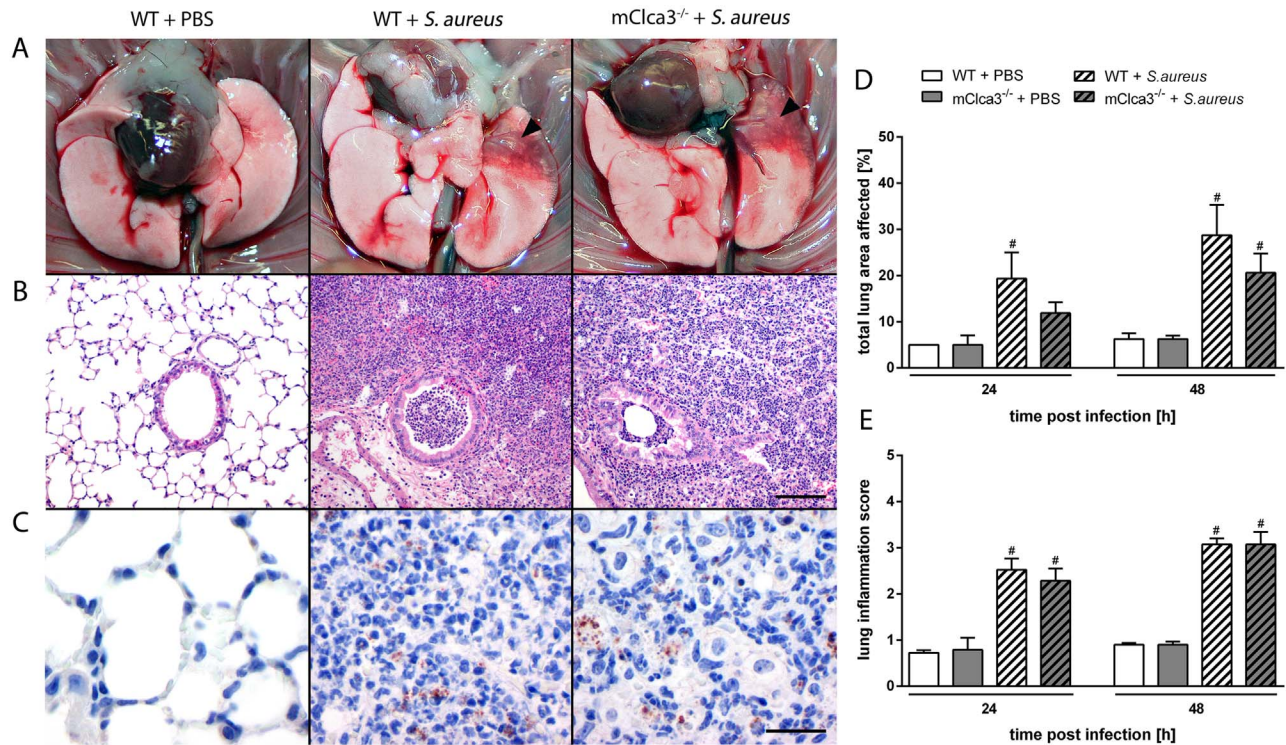 WT + PBS
WT + S. aureus
mClca3⁻/⁻ + S. aureus
A
B
C
D
WT + PBS
WT + S.aureus
mClca3⁻/⁻ + PBS
mClca3⁻/⁻ + S.aureus
total lung area affected [%]
50
40
30
20
10
0
#
#
#
24
48
time post infection [h]
E
lung inflammation score
5
4
3
2
1
0
#
#
#
#
24
48
time post infection [h]